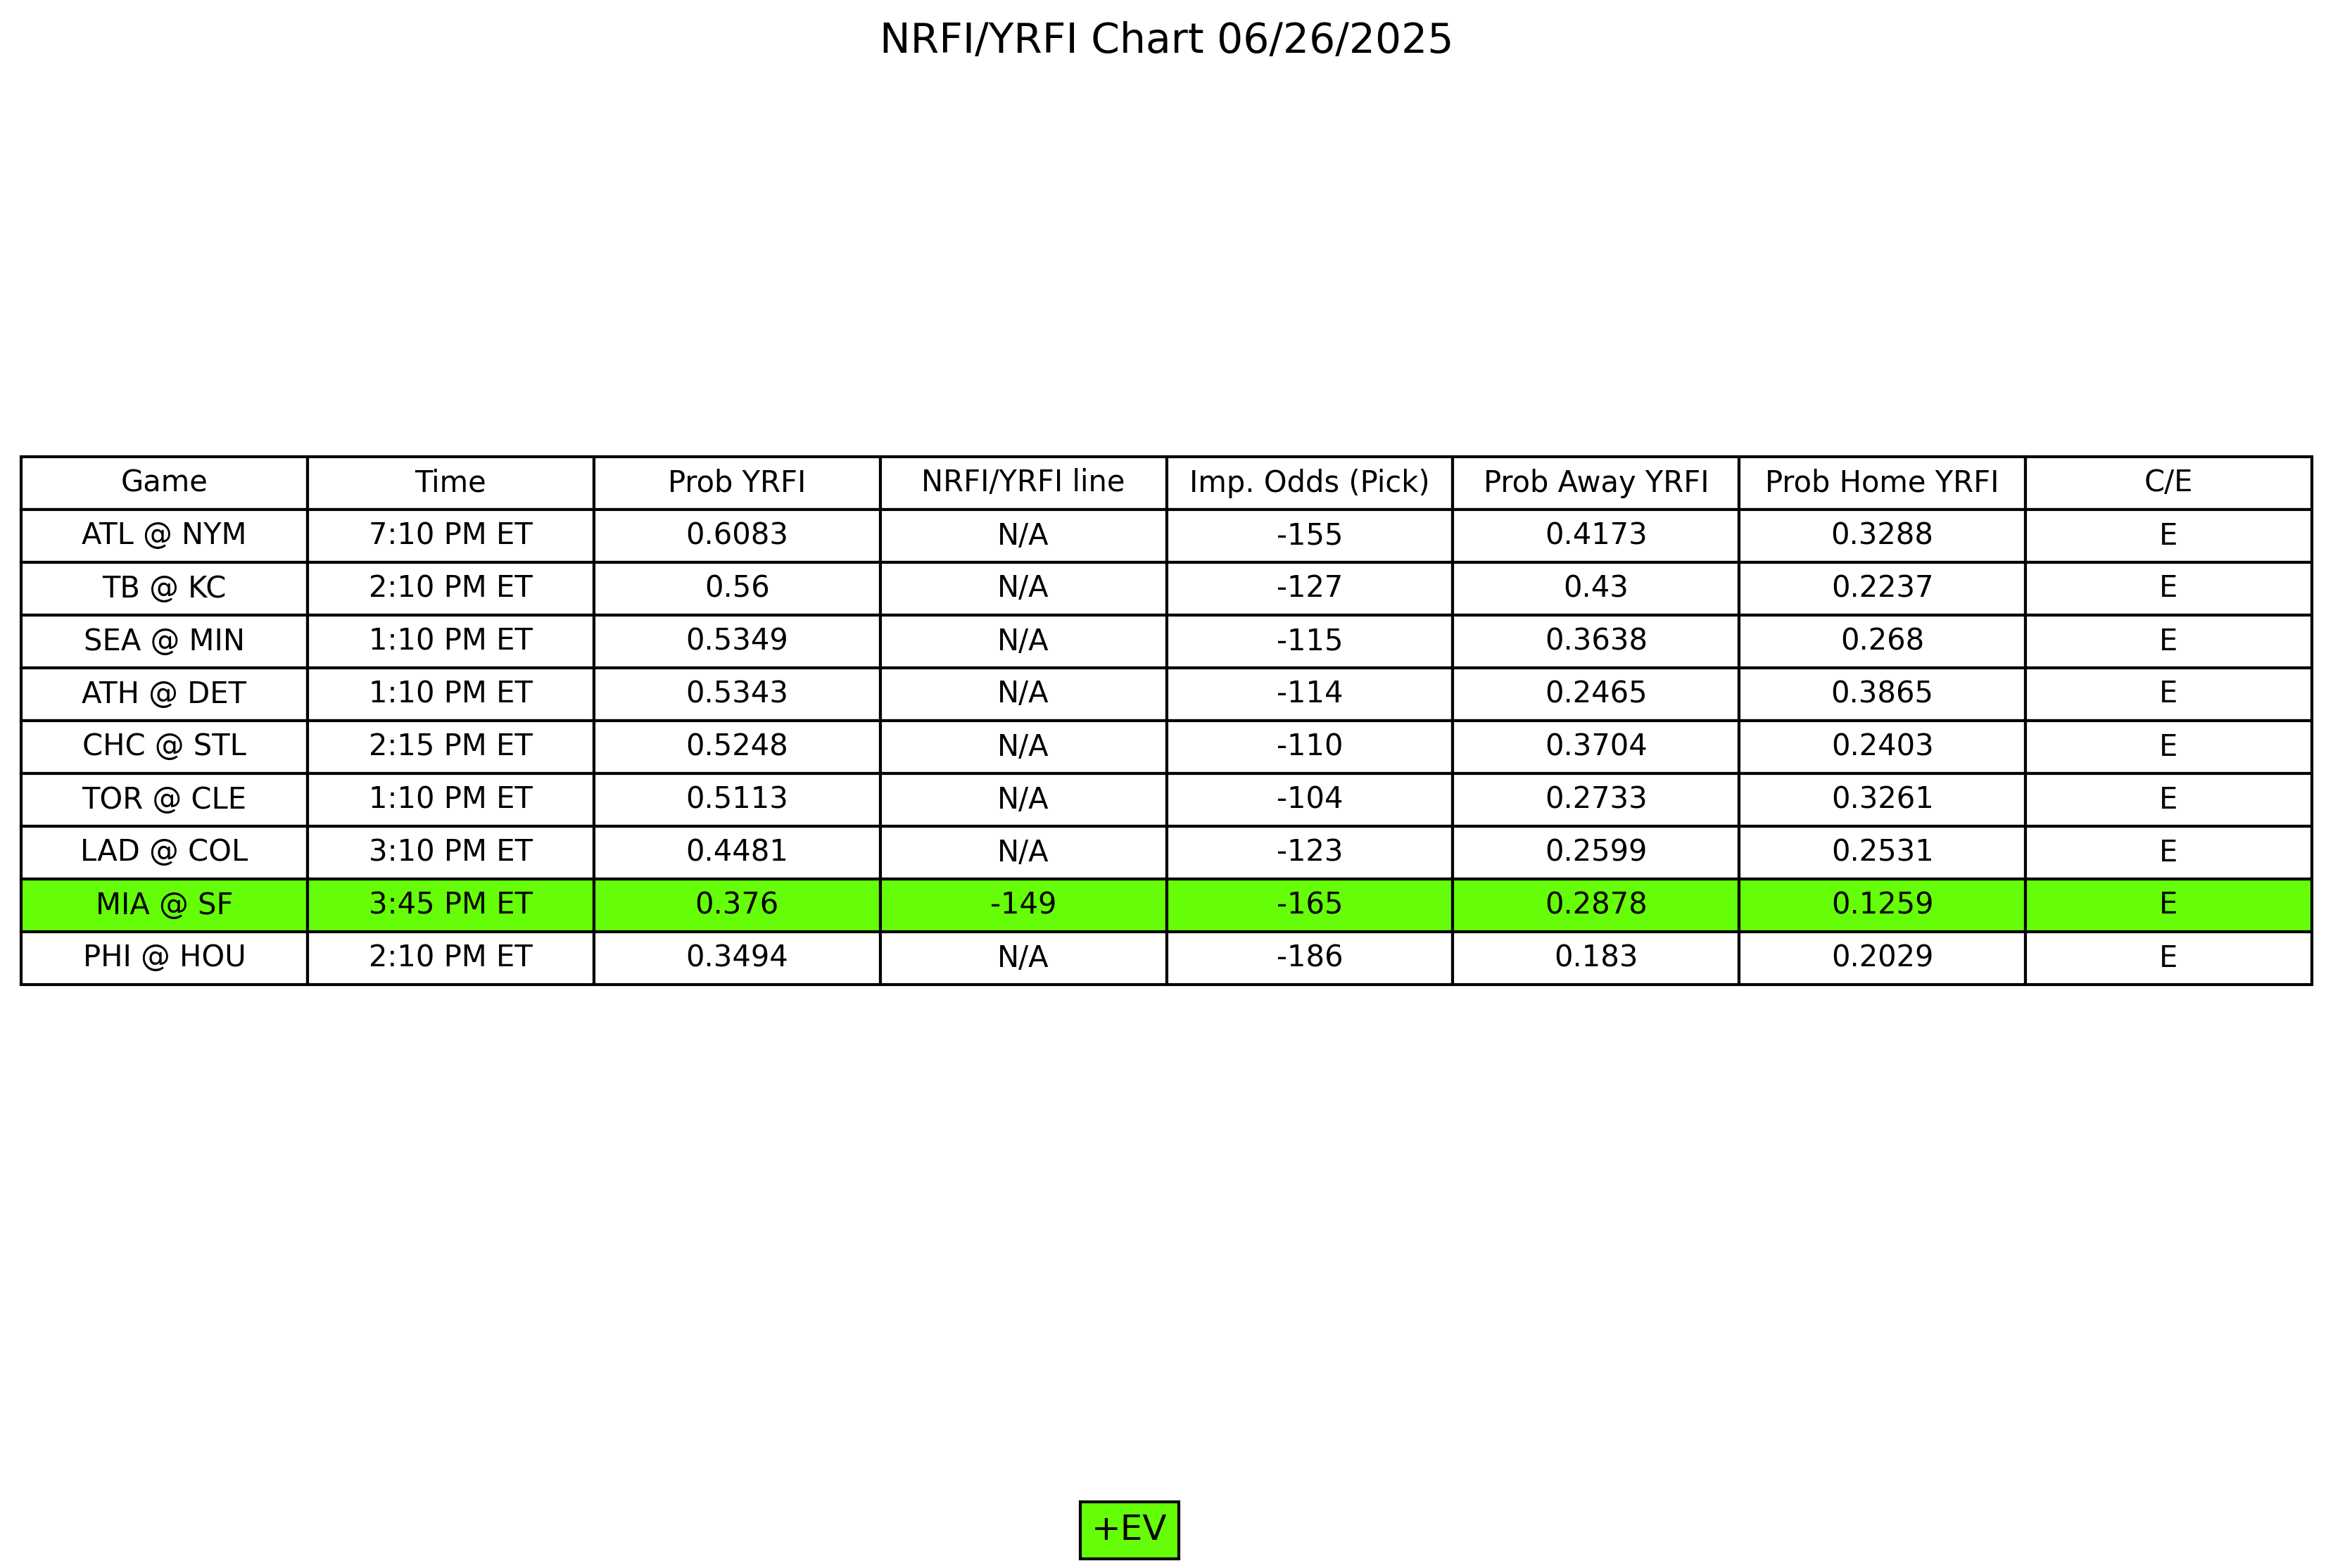 NRFI/YRFI Chart 06/26/2025
Game Time Prob YRFI NRFI/YRFI line Imp. Odds (Pick) Prob Away YRFI Prob Home YRFI C/E
ATL @ NYM 7:10 PM ET 0.6083 N/A -155 0.4173 0.3288 E
TB @ KC 2:10 PM ET 0.56 N/A -127 0.43 0.2237 E
SEA @ MIN 1:10 PM ET 0.5349 N/A -115 0.3638 0.268 E
ATH @ DET 1:10 PM ET 0.5343 N/A -114 0.2465 0.3865 E
CHC @ STL 2:15 PM ET 0.5248 N/A -110 0.3704 0.2403 E
TOR @ CLE 1:10 PM ET 0.5113 N/A -104 0.2733 0.3261 E
LAD @ COL 3:10 PM ET 0.4481 N/A -123 0.2599 0.2531 E
MIA @ SF 3:45 PM ET 0.376 -149 -165 0.2878 0.1259 E
PHI @ HOU 2:10 PM ET 0.3494 N/A -186 0.183 0.2029 E
+EV